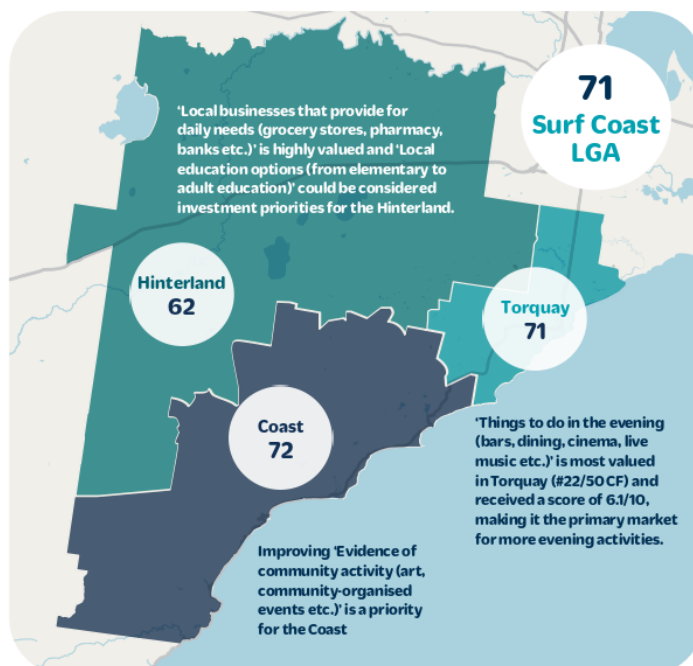 71
Surf Coast
LGA
‘Local businesses that provide for
daily needs (grocery stores, pharmacy,
banks etc.)’ is highly valued and ‘Local
education options (from elementary to
adult education)’ could be considered
investment priorities for the Hinterland.
Hinterland
62
Torquay
71
Coast
72
‘Things to do in the evening
(bars, dining, cinema, live
music etc.)’ is most valued
in Torquay (#22/50 CF) and
received a score of 6.1/10,
making it the primary market
for more evening activities.
Improving ‘Evidence of
community activity (art,
community-organised
events etc.)’ is a priority
for the Coast